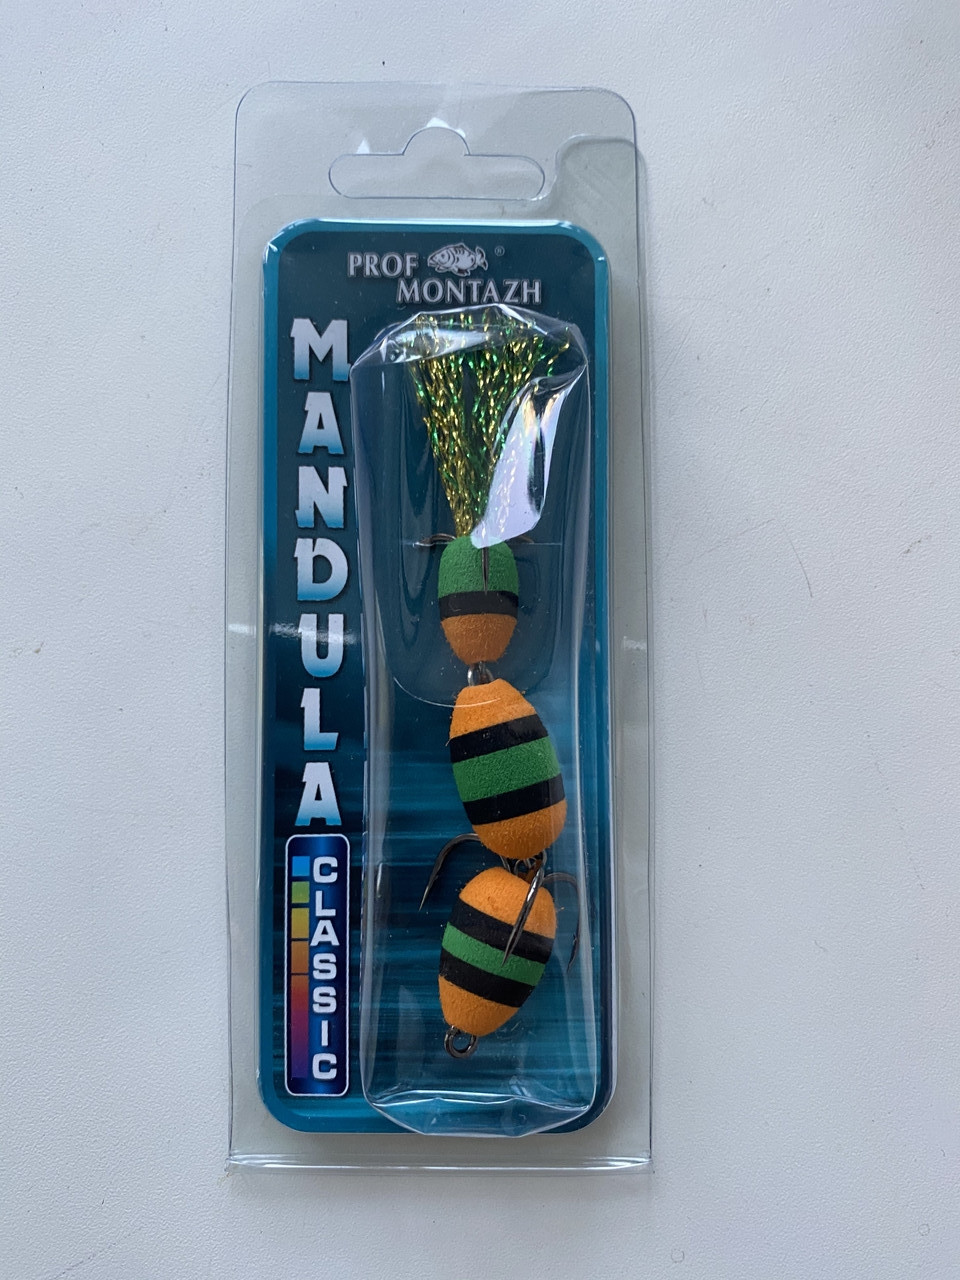 PROF ®
MONTAZH
MANDULA
CLASSIC